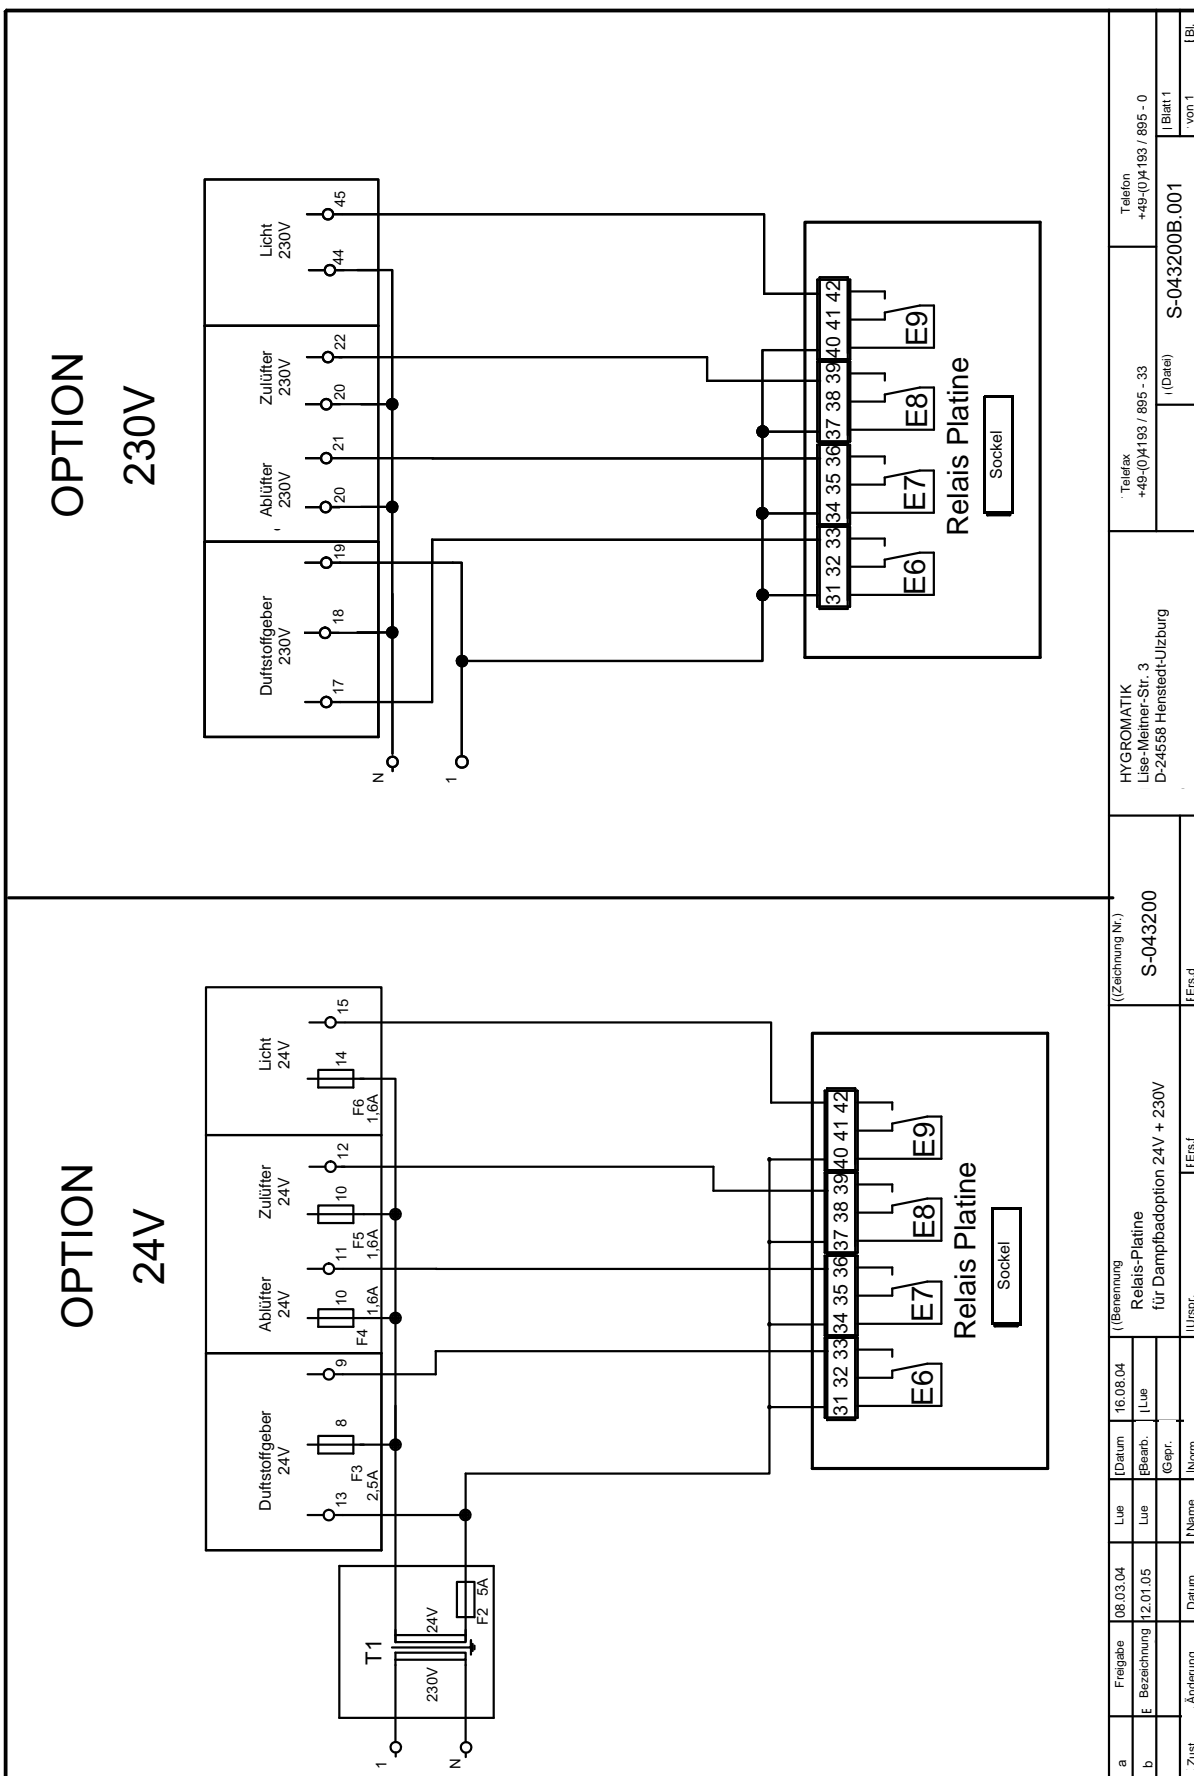 OPTION
24V
T1
230V
24V
F2 5A
1
N
Duftstoffgeber
24V
13
F3
2,5A
8
9
Ablüfter
24V
F4
1,6A
10
11
Zulüfter
24V
F5
1,6A
10
12
Licht
24V
F6
1,6A
14
15
31 32 33 34 35 36 37 38 39 40 41 42
E6
E7
E8
E9
Relais Platine
Sockel
OPTION
230V
N
1
Duftstoffgeber
230V
17
18
19
Ablüfter
230V
20
21
Zulüfter
230V
20
22
Licht
230V
44
45
31 32 33 34 35 36 37 38 39 40 41 42
E6
E7
E8
E9
Relais Platine
Sockel
a
Freigabe
08.03.04
Lue
b
Bezeichnung
12.01.05
Lue
Zust.
Änderung
Datum
Name
Datum
16.08.04
Bearb.
Lue
Gepr.
Norm
(Benennung
Relais-Platine
für Dampfbadoption 24V + 230V
Urspr.
Ers.f.
((Zeichnung Nr.)
S-043200
Ers.d.
HYGROMATIK
Lise-Meitner-Str. 3
D-24558 Henstedt-Ulzburg
Telefax
+49-(0)4193 / 895 - 33
Telefon
+49-(0)4193 / 895 - 0
(Datei)
S-043200B.001
Blatt 1
von 1
Bl.